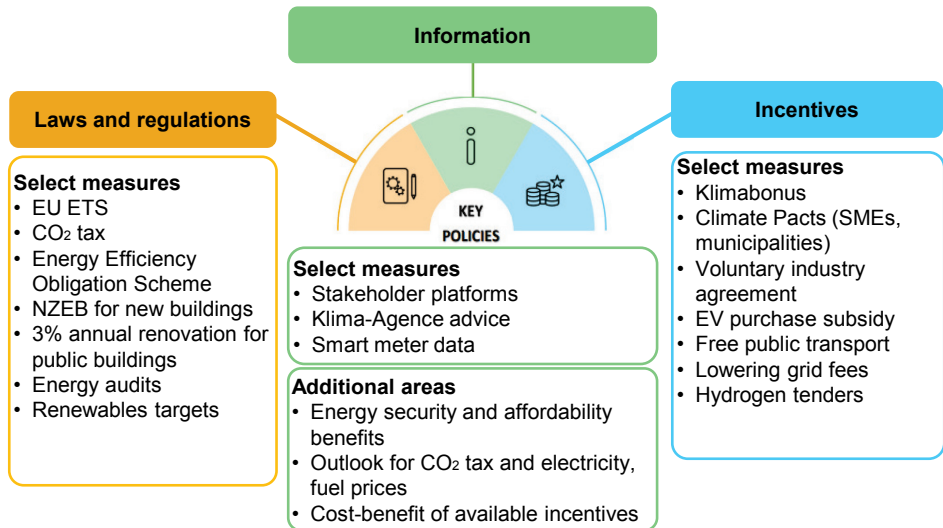 Information
Laws and regulations
Incentives
KEY
POLICIES
Select measures
• EU ETS
• CO₂ tax
• Energy Efficiency
Obligation Scheme
• NZEB for new buildings
• 3% annual renovation for
public buildings
• Energy audits
• Renewables targets
Select measures
• Stakeholder platforms
• Klima-Agence advice
• Smart meter data
Additional areas
• Energy security and affordability
benefits
• Outlook for CO₂ tax and electricity,
fuel prices
• Cost-benefit of available incentives
Select measures
• Klimabonus
• Climate Pacts (SMEs,
municipalities)
• Voluntary industry
agreement
• EV purchase subsidy
• Free public transport
• Lowering grid fees
• Hydrogen tenders